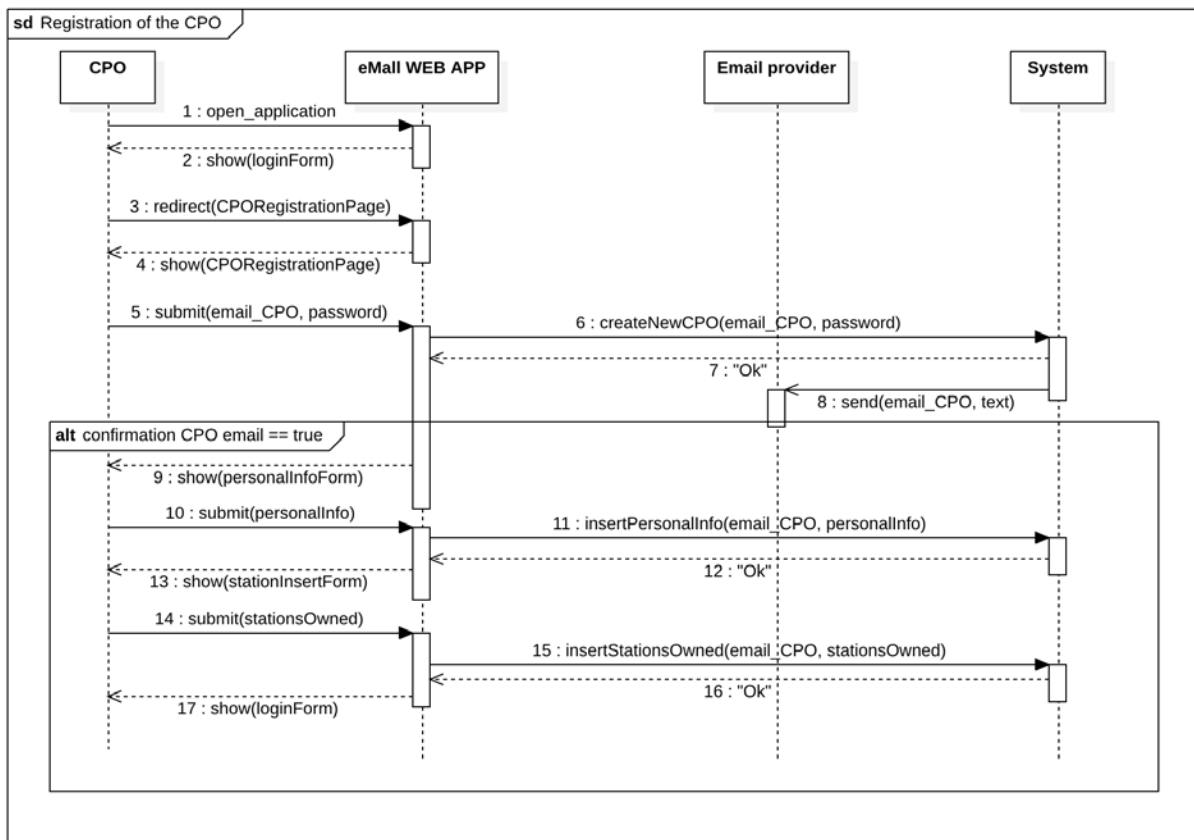 sd Registration of the CPO
CPO
eMall WEB APP
Email provider
System
1 : open_application
2 : show(loginForm)
3 : redirect(CPORegistrationPage)
4 : show(CPORegistrationPage)
5 : submit(email_CPO, password)
6 : createNewCPO(email_CPO, password)
7 : "Ok"
8 : send(email_CPO, text)
alt confirmation CPO email == true
9 : show(personalInfoForm)
10 : submit(personalInfo)
11 : insertPersonalInfo(email_CPO, personalInfo)
12 : "Ok"
13 : show(stationInsertForm)
14 : submit(stationsOwned)
15 : insertStationsOwned(email_CPO, stationsOwned)
16 : "Ok"
17 : show(loginForm)